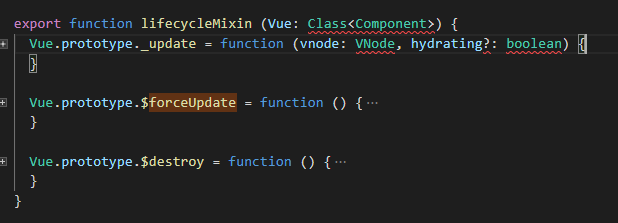 export function lifecycleMixin (Vue: Class<Component>) {
Vue.prototype._update = function (vnode: VNode, hydrating?: boolean) {
}
Vue.prototype.$forceUpdate = function () {···
}
Vue.prototype.$destroy = function () {···
}
}